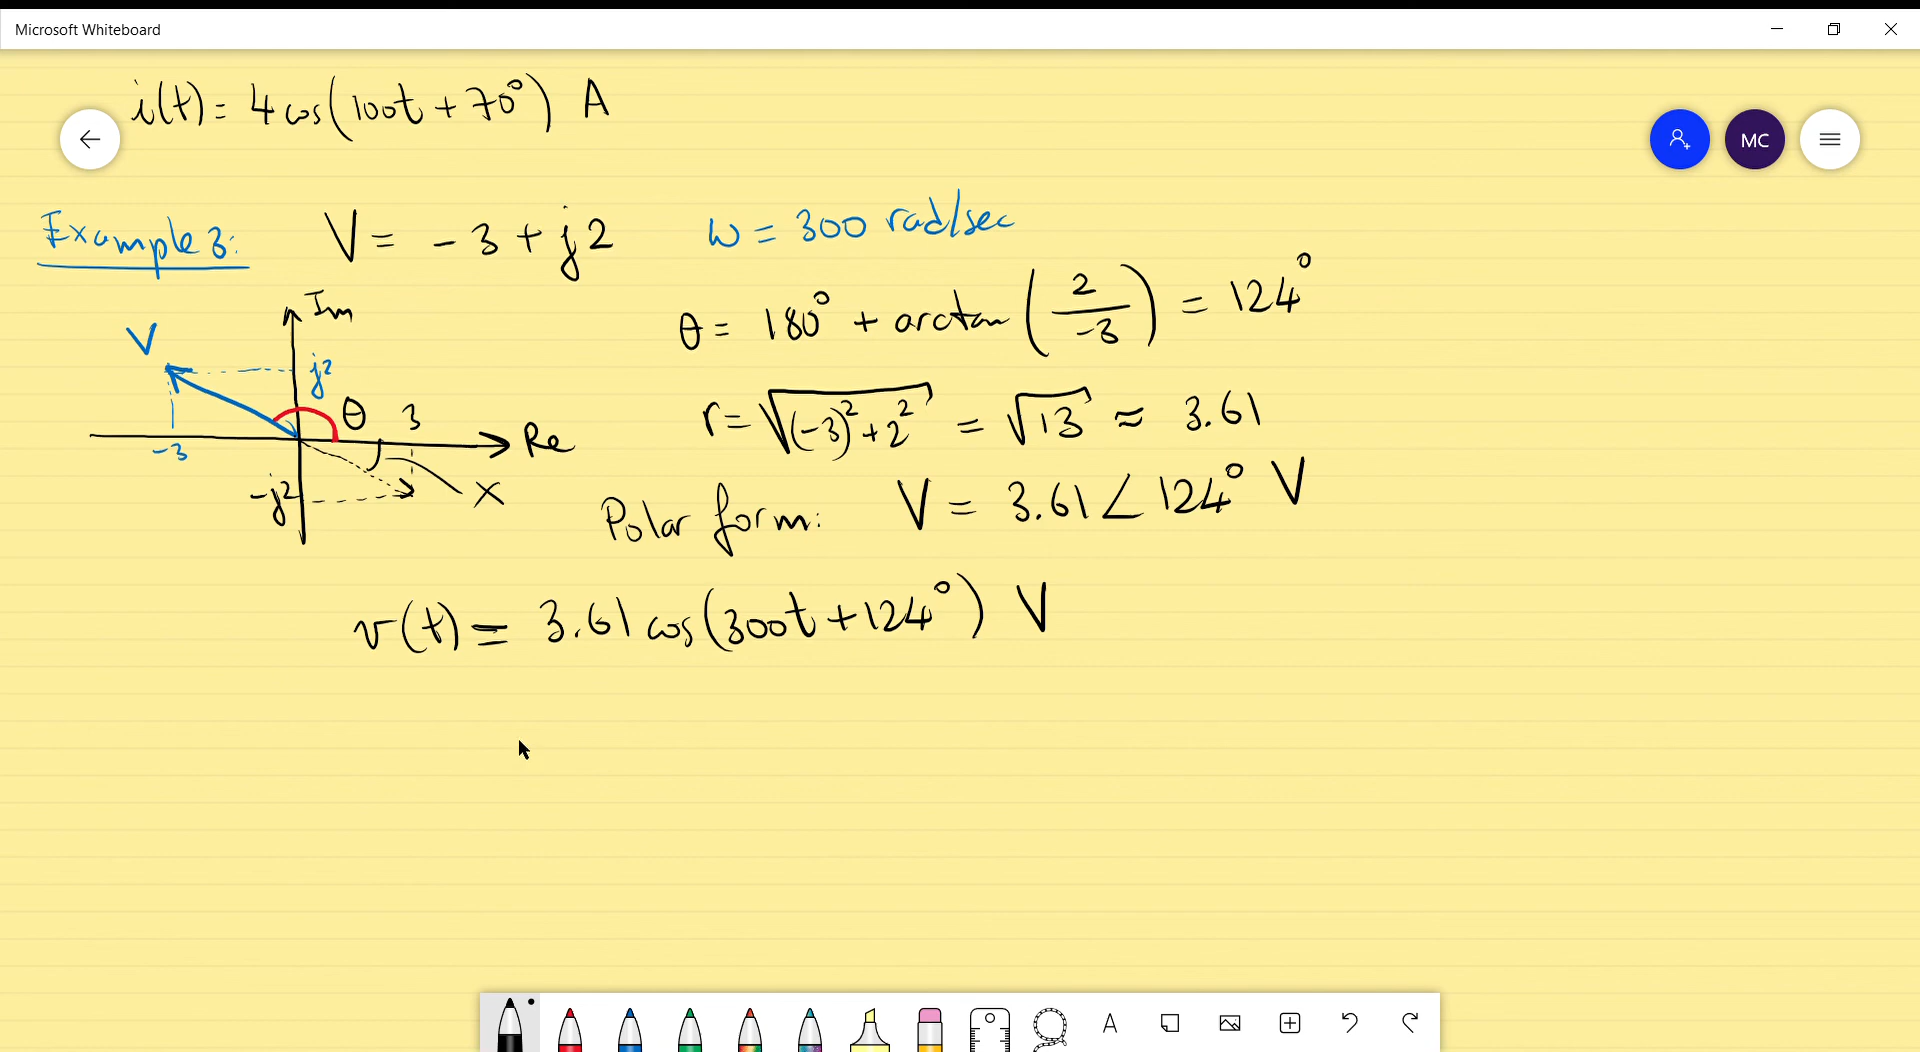 Microsoft Whiteboard
i(t) = 4 cos(100t + 70°) A
MC
Example 3: V = -3 + j2 ω = 300 rad/sec
Im
θ = 180° + arctan(2/-3) = 124°
V
j2
θ 3
r = √((-3)² + 2²) = √13 ≈ 3.61
Re
-3
-j2 X
Polar form: V = 3.61 ∠ 124° V
v(t) = 3.61 cos(300t + 124°) V
A